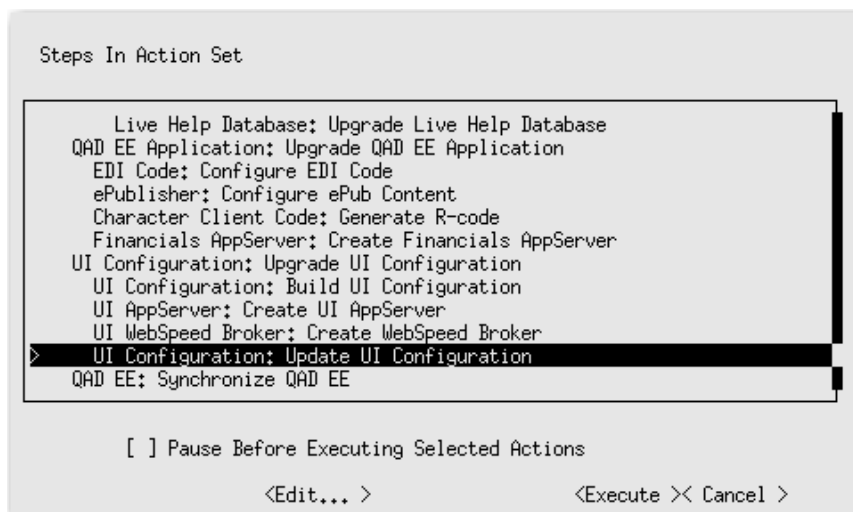 Steps In Action Set
Live Help Database: Upgrade Live Help Database
QAD EE Application: Upgrade QAD EE Application
EDI Code: Configure EDI Code
ePublisher: Configure ePub Content
Character Client Code: Generate R-code
Financials AppServer: Create Financials AppServer
UI Configuration: Upgrade UI Configuration
UI Configuration: Build UI Configuration
UI AppServer: Create UI AppServer
UI WebSpeed Broker: Create WebSpeed Broker
> UI Configuration: Update UI Configuration
QAD EE: Synchronize QAD EE
[ ] Pause Before Executing Selected Actions
<Edit... > <Execute >< Cancel >